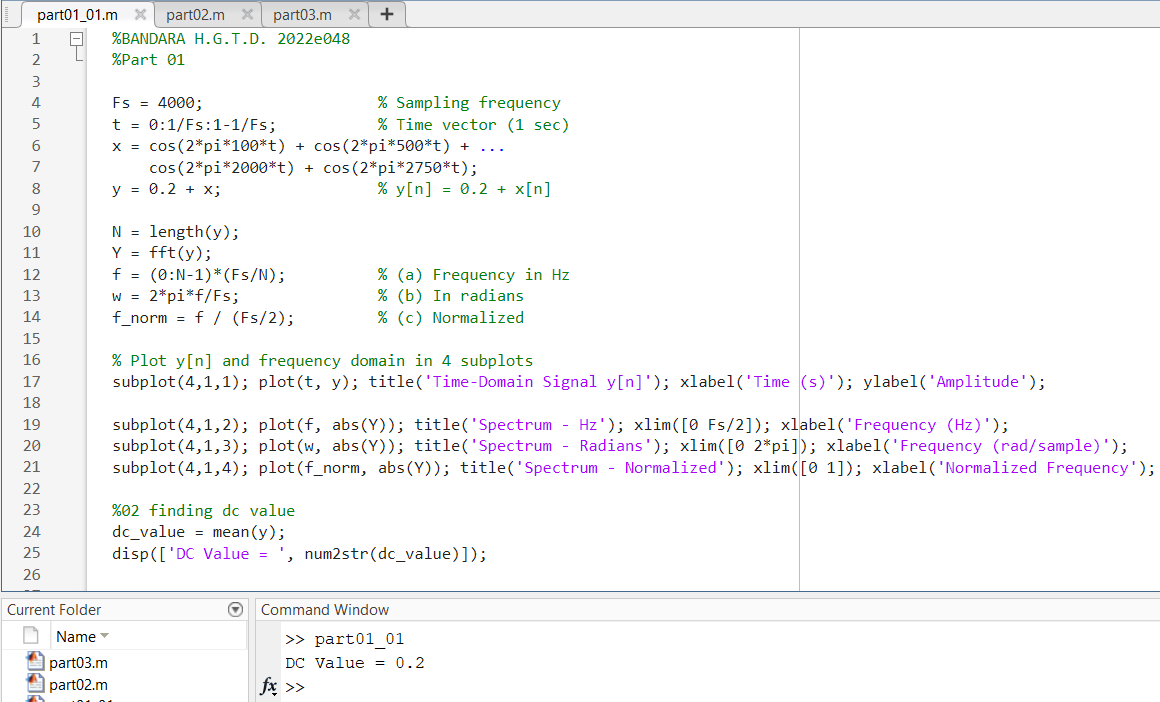 part01_01.m × part02.m × part03.m × +
1 %BANDARA H.G.T.D. 2022e048
2 %Part 01
3
4 Fs = 4000; % Sampling frequency
5 t = 0:1/Fs:1-1/Fs; % Time vector (1 sec)
6 x = cos(2*pi*100*t) + cos(2*pi*500*t) + ...
7 cos(2*pi*2000*t) + cos(2*pi*2750*t);
8 y = 0.2 + x; % y[n] = 0.2 + x[n]
9
10 N = length(y);
11 Y = fft(y);
12 f = (0:N-1)*(Fs/N); % (a) Frequency in Hz
13 w = 2*pi*f/Fs; % (b) In radians
14 f_norm = f / (Fs/2); % (c) Normalized
15
16 % Plot y[n] and frequency domain in 4 subplots
17 subplot(4,1,1); plot(t, y); title('Time-Domain Signal y[n]'); xlabel('Time (s)'); ylabel('Amplitude');
18
19 subplot(4,1,2); plot(f, abs(Y)); title('Spectrum - Hz'); xlim([0 Fs/2]); xlabel('Frequency (Hz)');
20 subplot(4,1,3); plot(w, abs(Y)); title('Spectrum - Radians'); xlim([0 2*pi]); xlabel('Frequency (rad/sample)');
21 subplot(4,1,4); plot(f_norm, abs(Y)); title('Spectrum - Normalized'); xlim([0 1]); xlabel('Normalized Frequency');
22
23 %02 finding dc value
24 dc_value = mean(y);
25 disp(['DC Value = ', num2str(dc_value)]);
26
Current Folder
Name
part03.m
part02.m
Command Window
>> part01_01
DC Value = 0.2
fx >>